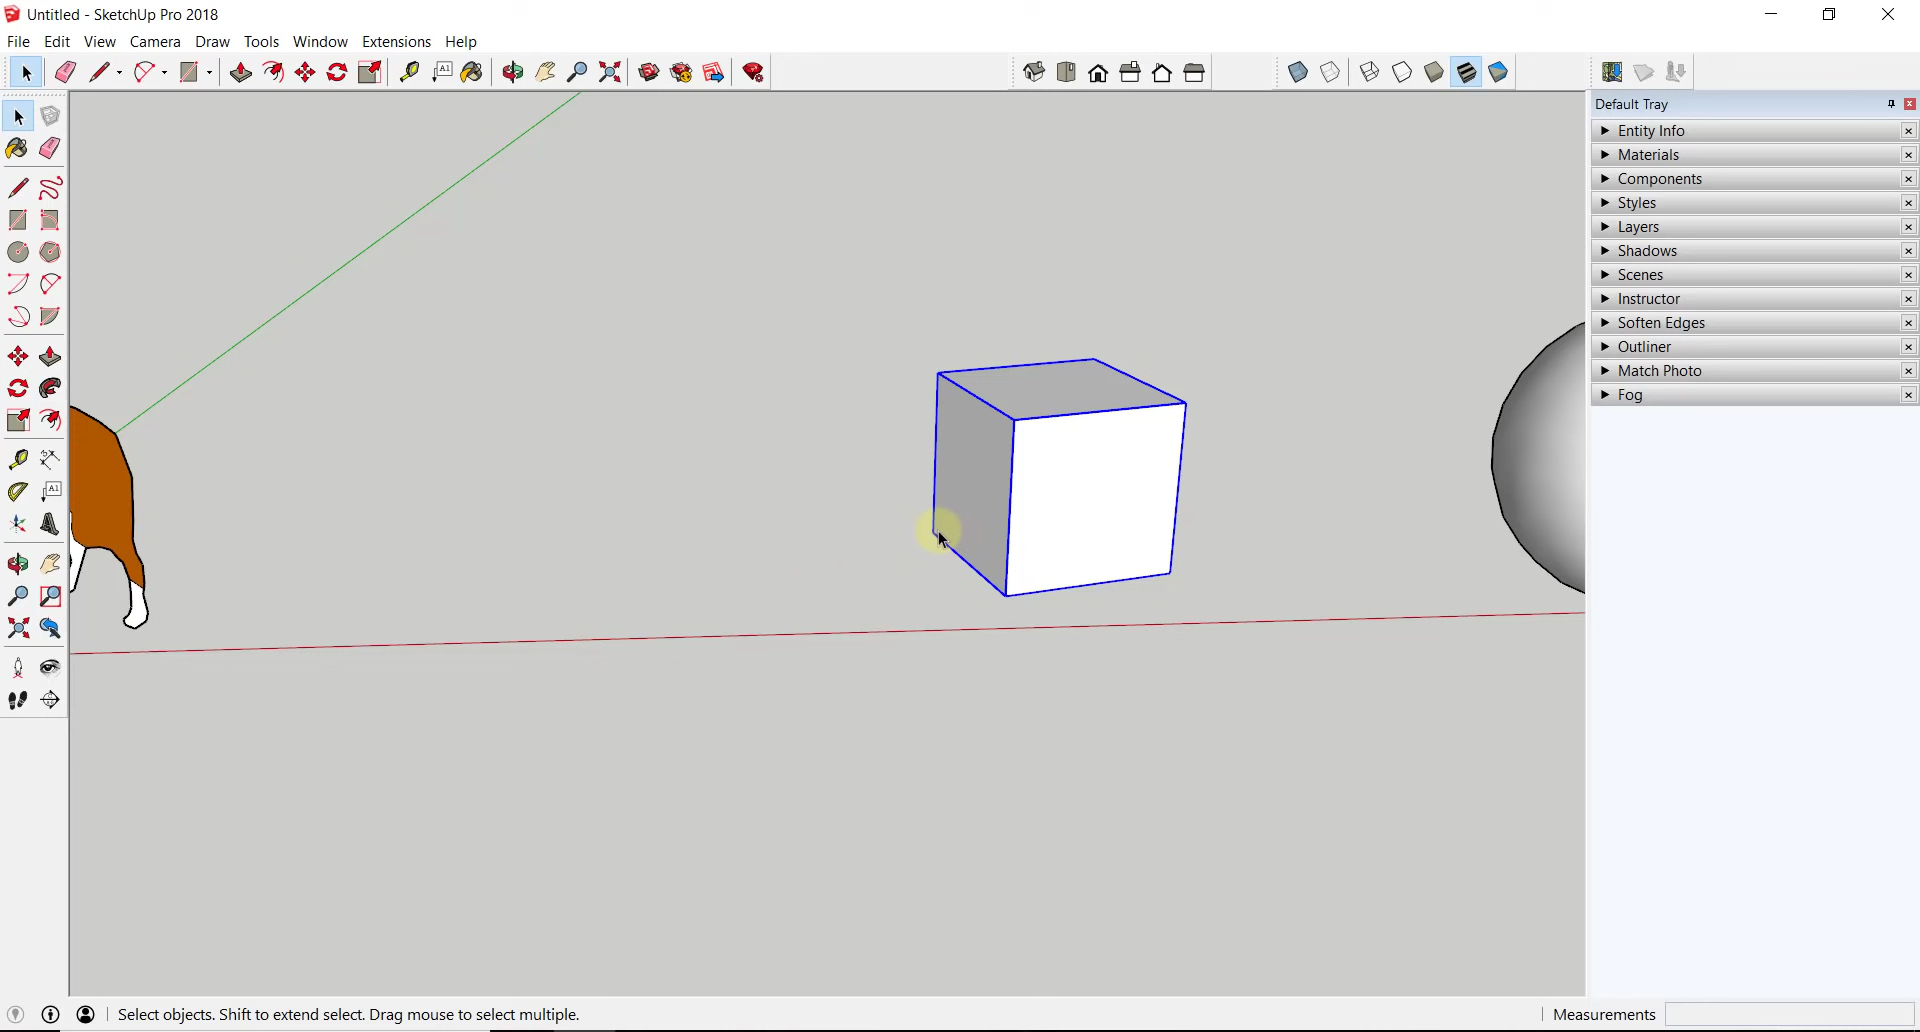 Untitled - SketchUp Pro 2018
File Edit View Camera Draw Tools Window Extensions Help
A1
Default Tray
Entity Info
Materials
Components
Styles
Layers
Shadows
Scenes
Instructor
Soften Edges
Outliner
Match Photo
Fog
A1
Select objects. Shift to extend select. Drag mouse to select multiple.
Measurements